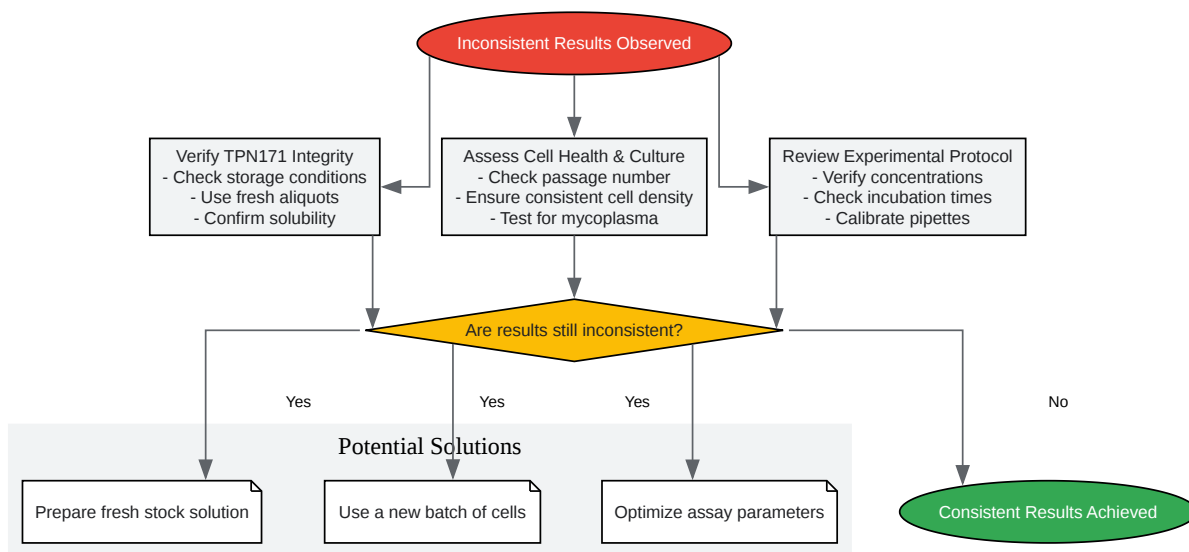 Inconsistent Results Observed
Verify TPN171 Integrity
- Check storage conditions
- Use fresh aliquots
- Confirm solubility
Assess Cell Health & Culture
- Check passage number
- Ensure consistent cell density
- Test for mycoplasma
Review Experimental Protocol
- Verify concentrations
- Check incubation times
- Calibrate pipettes
Are results still inconsistent?
Yes
Yes
Yes
No
Potential Solutions
Prepare fresh stock solution
Use a new batch of cells
Optimize assay parameters
Consistent Results Achieved